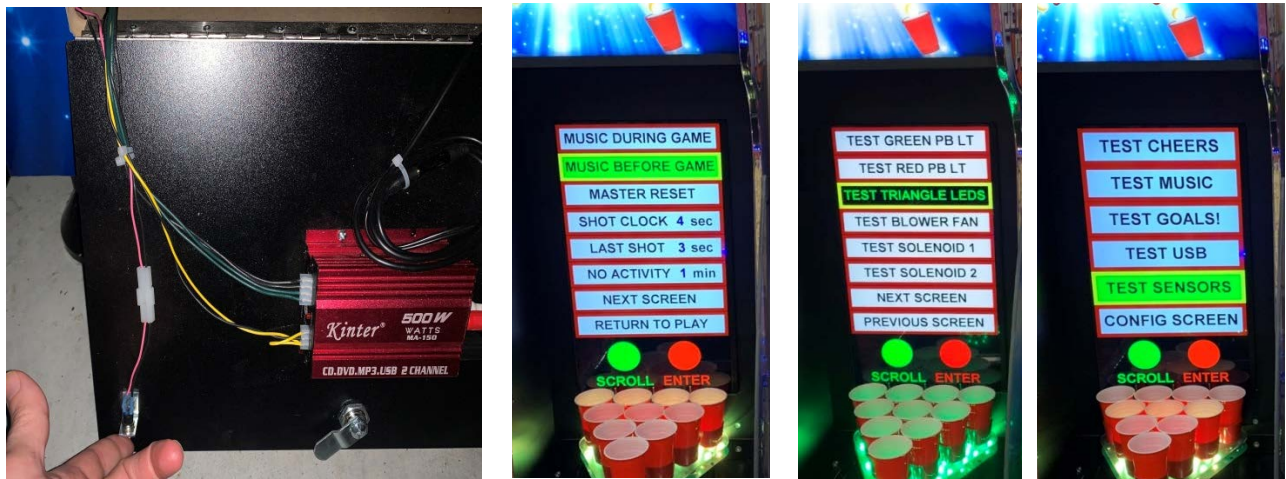 Kinter® 500W
WATTS
MA-150
CD.DVD.MP3.USB 2 CHANNEL
MUSIC DURING GAME
MUSIC BEFORE GAME
MASTER RESET
SHOT CLOCK 4 sec
LAST SHOT 3 sec
NO ACTIVITY 1 min
NEXT SCREEN
RETURN TO PLAY
SCROLL ENTER
TEST GREEN PB LT
TEST RED PB LT
TEST TRIANGLE LEDS
TEST BLOWER FAN
TEST SOLENOID 1
TEST SOLENOID 2
NEXT SCREEN
PREVIOUS SCREEN
SCROLL ENTER
TEST CHEERS
TEST MUSIC
TEST GOALS!
TEST USB
TEST SENSORS
CONFIG SCREEN
SCROLL ENTER